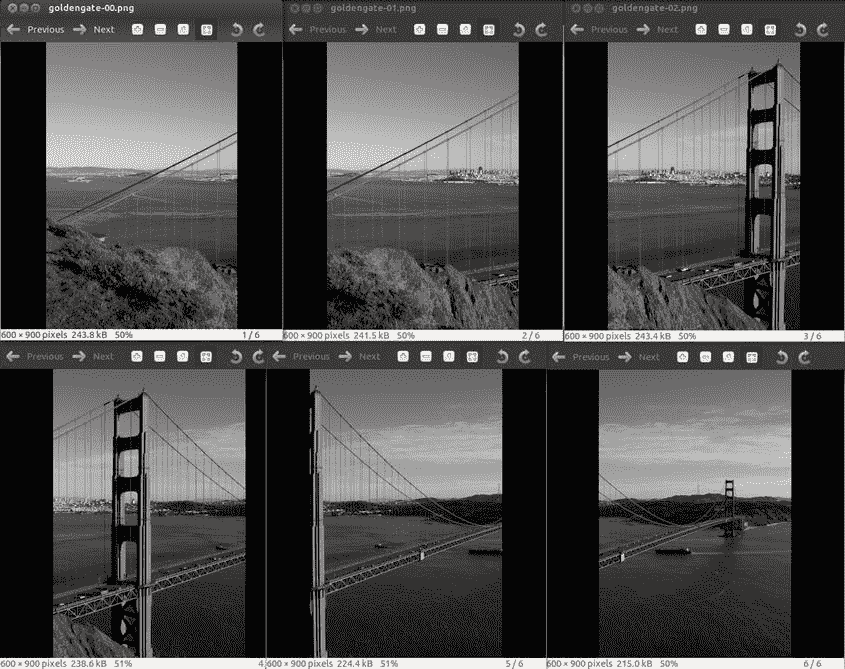 goldengate-00.png
Previous Next
600 × 900 pixels 243.8 kB 50% 1 / 6
goldengate-01.png
Previous Next
600 × 900 pixels 241.5 kB 50% 2 / 6
goldengate-02.png
Previous Next
600 × 900 pixels 243.4 kB 50% 3 / 6
Previous Next
600 × 900 pixels 238.6 kB 51% 4
Previous Next
600 × 900 pixels 224.4 kB 51% 5 / 6
Previous Next
600 × 900 pixels 215.0 kB 50% 6 / 6